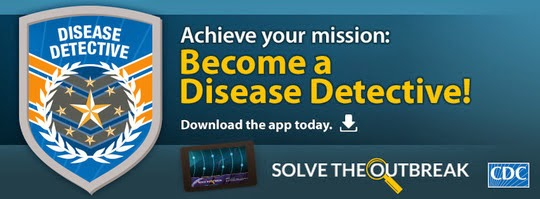 DISEASE
DETECTIVE
Achieve your mission:
Become a
Disease Detective!
Download the app today.
SOLVE THE OUTBREAK
CDC